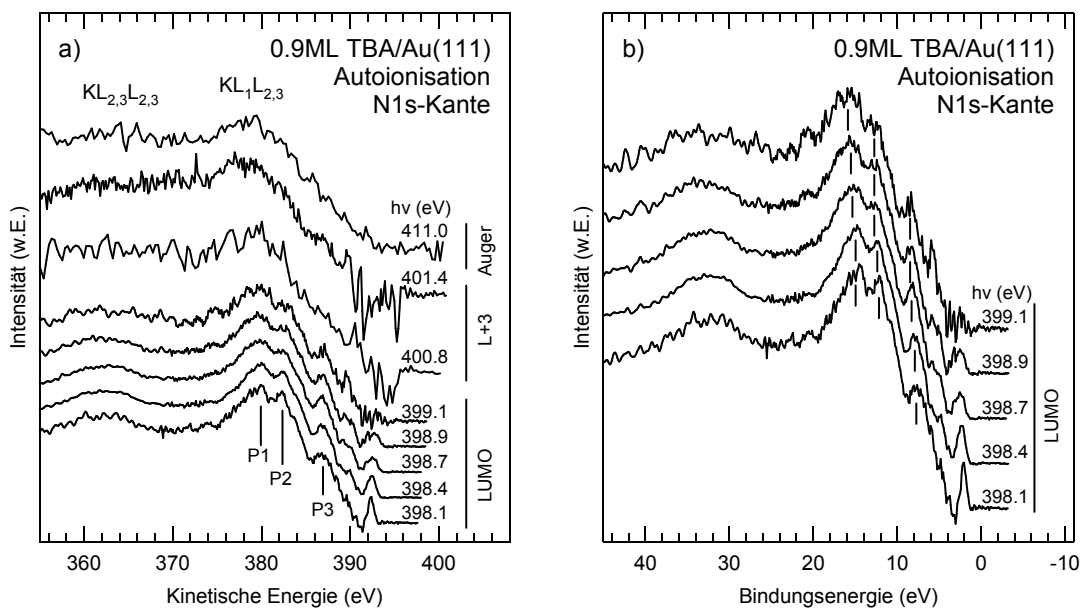 a)
0.9ML TBA/Au(111)
Autoionisation
N1s-Kante
KL2,3L2,3
KL1L2,3
hν (eV)
411.0
401.4
400.8
399.1
398.9
398.7
398.4
398.1
Auger
L+3
LUMO
P1
P2
P3
Intensität (w.E.)
360
370
380
390
400
Kinetische Energie (eV)
b)
0.9ML TBA/Au(111)
Autoionisation
N1s-Kante
hν (eV)
399.1
398.9
398.7
398.4
398.1
LUMO
Intensität (w.E.)
40
30
20
10
0
-10
Bindungsenergie (eV)